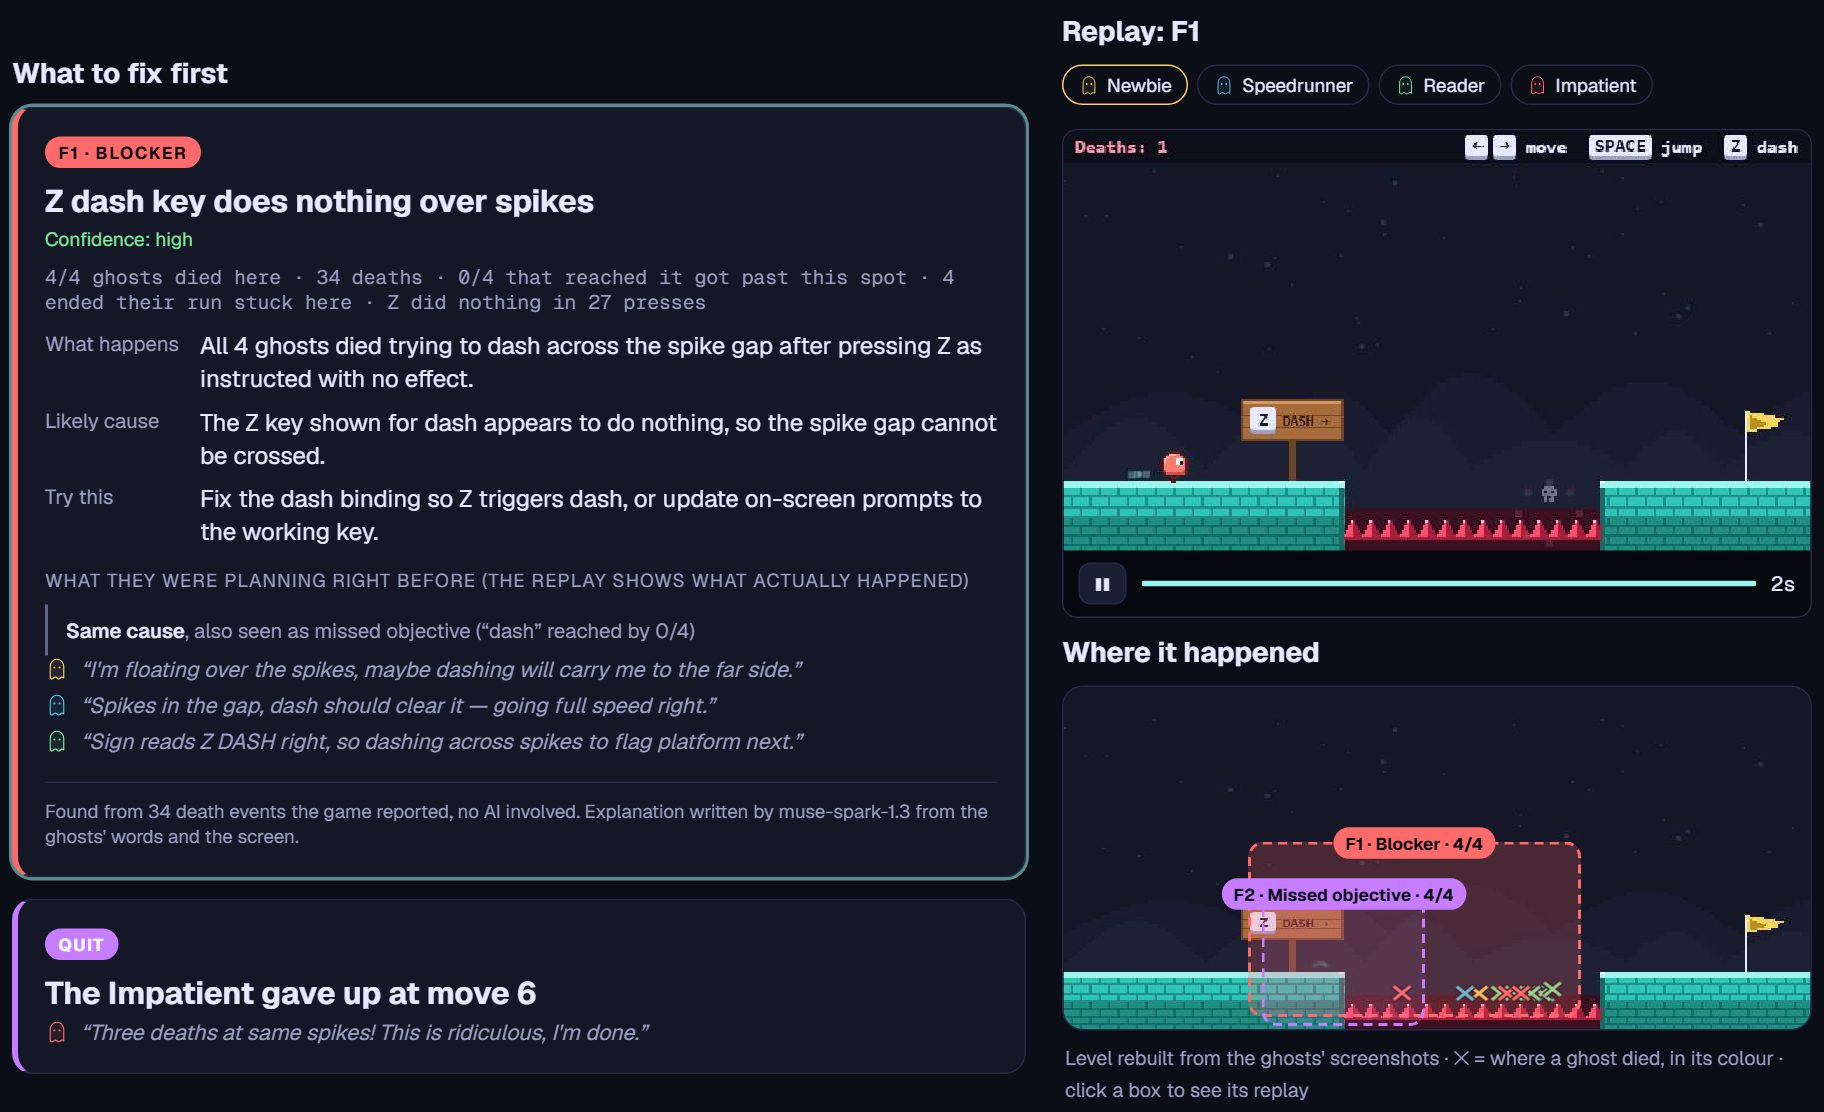 What to fix first
F1 · BLOCKER
Z dash key does nothing over spikes
Confidence: high
4/4 ghosts died here · 34 deaths · 0/4 that reached it got past this spot · 4
ended their run stuck here · Z did nothing in 27 presses
What happens
All 4 ghosts died trying to dash across the spike gap after pressing Z as
instructed with no effect.
Likely cause
The Z key shown for dash appears to do nothing, so the spike gap cannot
be crossed.
Try this
Fix the dash binding so Z triggers dash, or update on-screen prompts to
the working key.
WHAT THEY WERE PLANNING RIGHT BEFORE (THE REPLAY SHOWS WHAT ACTUALLY HAPPENED)
Same cause, also seen as missed objective (“dash” reached by 0/4)
“I'm floating over the spikes, maybe dashing will carry me to the far side.”
“Spikes in the gap, dash should clear it — going full speed right.”
“Sign reads Z DASH right, so dashing across spikes to flag platform next.”
Found from 34 death events the game reported, no AI involved. Explanation written by muse-spark-1.3 from the
ghosts' words and the screen.
QUIT
The Impatient gave up at move 6
“Three deaths at same spikes! This is ridiculous, I'm done.”
Replay: F1
Newbie
Speedrunner
Reader
Impatient
Deaths: 1
← → move SPACE jump Z dash
Z DASH →
2s
Where it happened
F1 · Blocker · 4/4
F2 · Missed objective · 4/4
Z DASH →
Level rebuilt from the ghosts' screenshots · × = where a ghost died, in its colour ·
click a box to see its replay